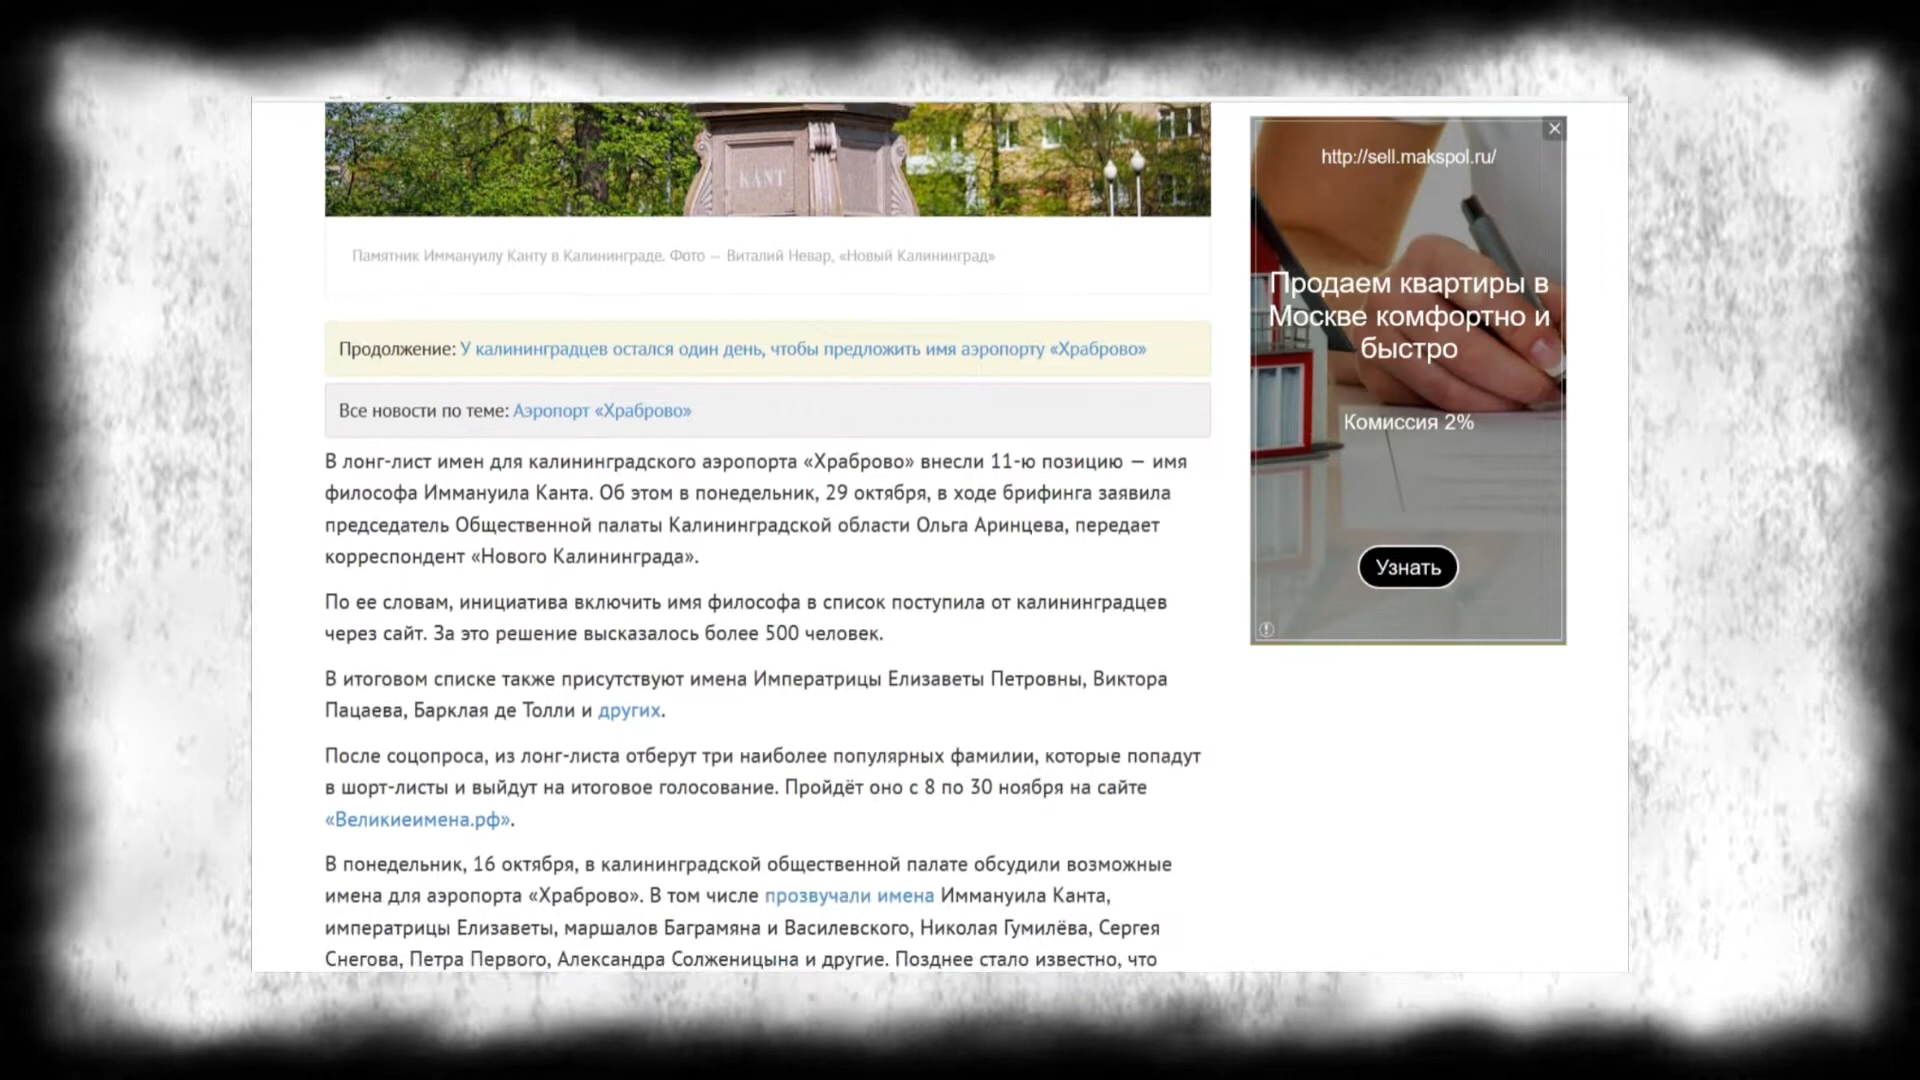 KANT
Памятник Иммануилу Канту в Калининграде. Фото — Виталий Невар, «Новый Калининград»
Продолжение: У калининградцев остался один день, чтобы предложить имя аэропорту «Храброво»
Все новости по теме: Аэропорт «Храброво»
В лонг-лист имен для калининградского аэропорта «Храброво» внесли 11-ю позицию — имя
философа Иммануила Канта. Об этом в понедельник, 29 октября, в ходе брифинга заявила
председатель Общественной палаты Калининградской области Ольга Аринцева, передает
корреспондент «Нового Калининграда».
По ее словам, инициатива включить имя философа в список поступила от калининградцев
через сайт. За это решение высказалось более 500 человек.
В итоговом списке также присутствуют имена Императрицы Елизаветы Петровны, Виктора
Пацаева, Барклая де Толли и других.
После соцопроса, из лонг-листа отберут три наиболее популярных фамилии, которые попадут
в шорт-листы и выйдут на итоговое голосование. Пройдёт оно с 8 по 30 ноября на сайте
«Великиеимена.рф».
В понедельник, 16 октября, в калининградской общественной палате обсудили возможные
имена для аэропорта «Храброво». В том числе прозвучали имена Иммануила Канта,
императрицы Елизаветы, маршалов Баграмяна и Василевского, Николая Гумилёва, Сергея
Снегова, Петра Первого, Александра Солженицына и другие. Позднее стало известно, что
http://sell.makspol.ru/
Продаем квартиры в
Москве комфортно и
быстро
Комиссия 2%
Узнать